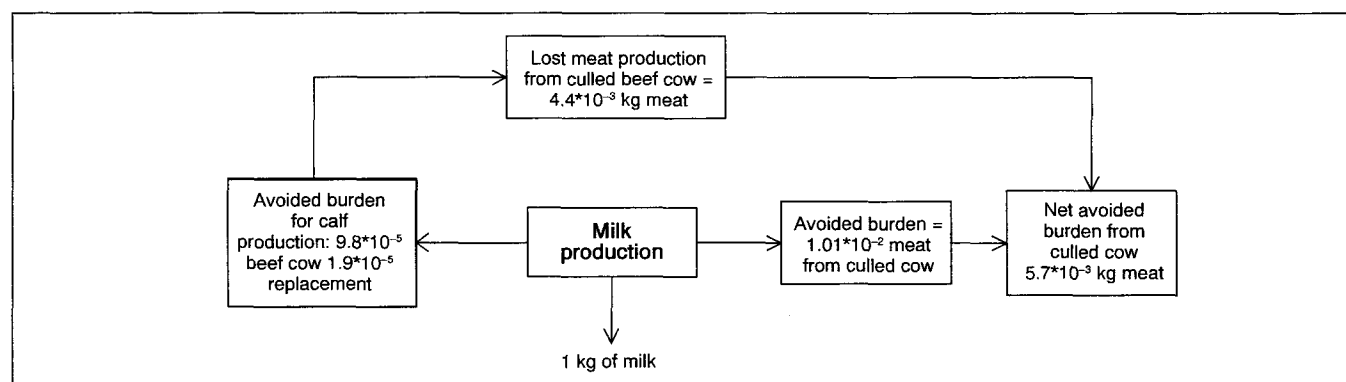 Lost meat production
from culled beef cow =
4.4*10⁻³ kg meat
Avoided burden
for calf
production: 9.8*10⁻⁵
beef cow 1.9*10⁻⁵
replacement
Milk
production
Avoided burden =
1.01*10⁻² meat
from culled cow
Net avoided
burden from
culled cow
5.7*10⁻³ kg meat
1 kg of milk